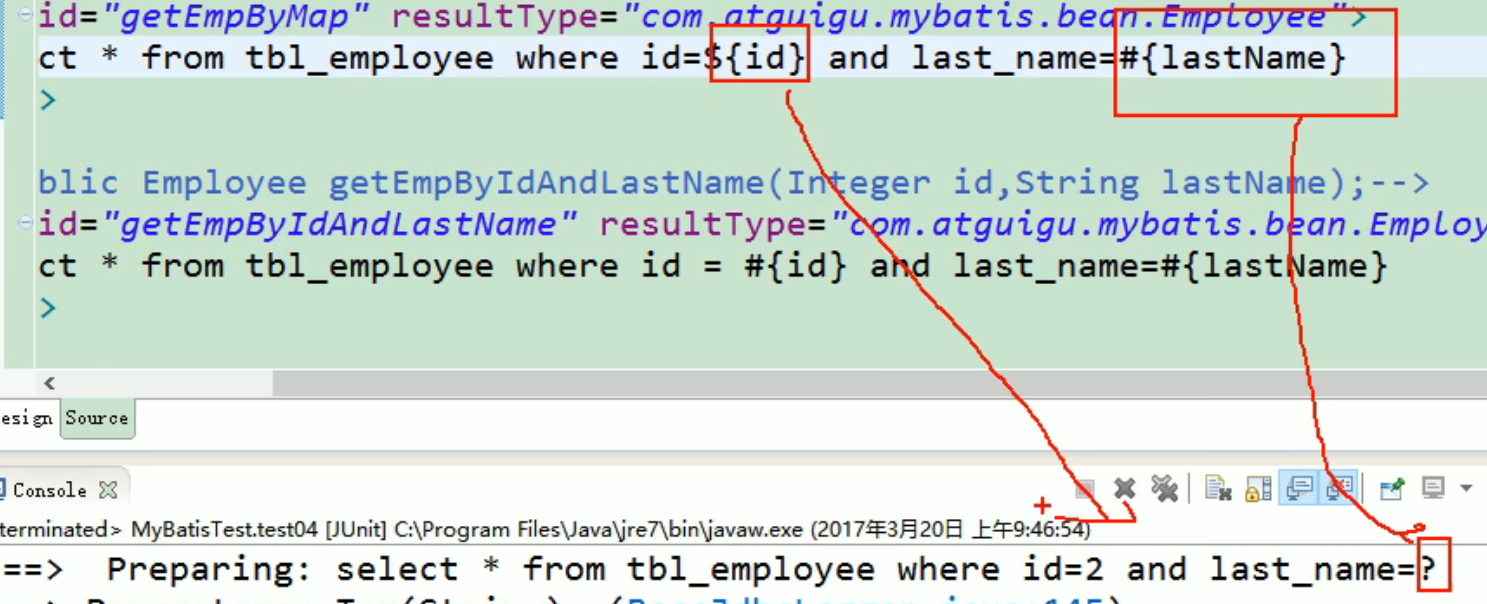 id="getEmpByMap" resultType="com.atguigu.mybatis.bean.Employee">
ct * from tbl_employee where id=${id} and last_name=#{lastName}
>
blic Employee getEmpByIdAndLastName(Integer id,String lastName);-->
id="getEmpByIdAndLastName" resultType="com.atguigu.mybatis.bean.Employ
ct * from tbl_employee where id = #{id} and last_name=#{lastName}
>
esign Source
Console
terminated> MyBatisTest.test04 [JUnit] C:\Program Files\Java\jre7\bin\javaw.exe (2017年3月20日 上午9:46:54)
==> Preparing: select * from tbl_employee where id=2 and last_name=?